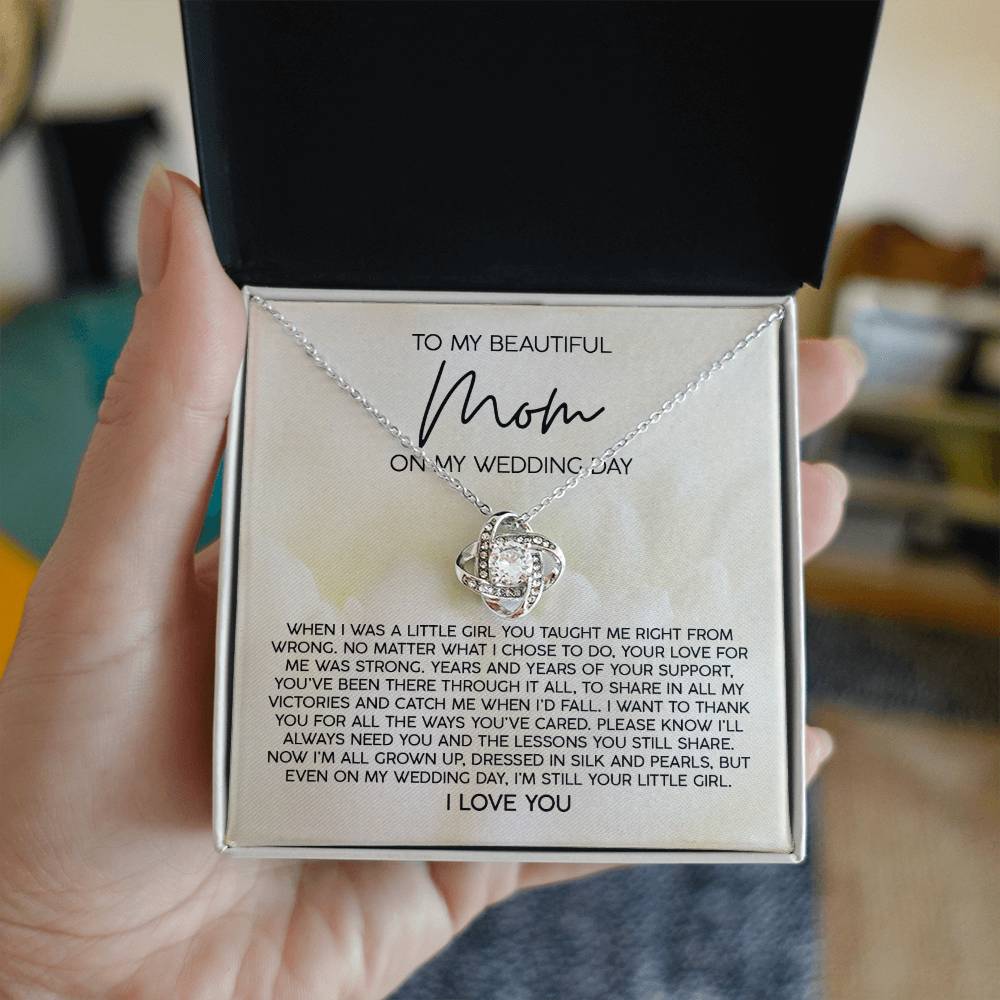 TO MY BEAUTIFUL
Mom
ON MY WEDDING DAY
WHEN I WAS A LITTLE GIRL YOU TAUGHT ME RIGHT FROM
WRONG. NO MATTER WHAT I CHOSE TO DO, YOUR LOVE FOR
ME WAS STRONG. YEARS AND YEARS OF YOUR SUPPORT,
YOU'VE BEEN THERE THROUGH IT ALL, TO SHARE IN ALL MY
VICTORIES AND CATCH ME WHEN I'D FALL. I WANT TO THANK
YOU FOR ALL THE WAYS YOU'VE CARED. PLEASE KNOW I'LL
ALWAYS NEED YOU AND THE LESSONS YOU STILL SHARE.
NOW I'M ALL GROWN UP, DRESSED IN SILK AND PEARLS, BUT
EVEN ON MY WEDDING DAY, I'M STILL YOUR LITTLE GIRL.
I LOVE YOU